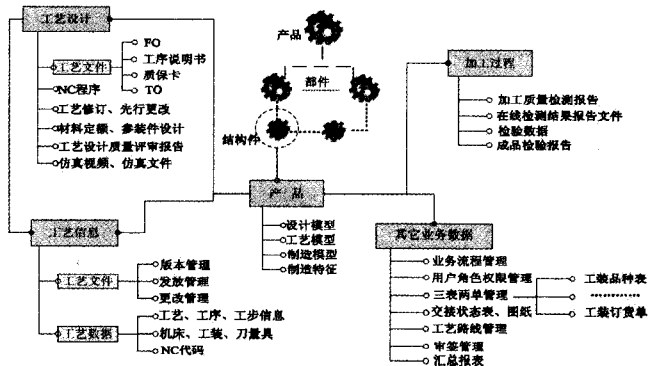 工艺设计
工艺文件
FO
工序说明书
质保卡
TO
NC程序
工艺修订、先行更改
材料定额、参装件设计
工艺设计质量评审报告
仿真视频、仿真文件
产品
部件
结构件
加工过程
加工质量检测报告
在线检测结果报告文件
检验数据
成品检验报告
产 品
设计模型
工艺模型
制造模型
制造特征
工艺信息
工艺文件
版本管理
发放管理
更改管理
工艺数据
工艺、工序、工步信息
机床、工装、刀量具
NC代码
其它业务数据
业务流程管理
用户角色权限管理
三表两单管理
工装品种表
………
工装订货单
交接状态表、图纸
工艺路线管理
审签管理
汇总报表